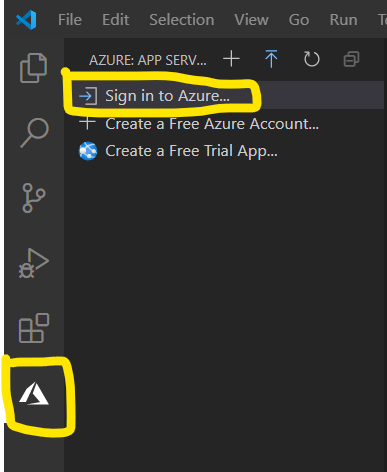 File Edit Selection View Go Run
AZURE: APP SERV...
Sign in to Azure...
Create a Free Azure Account...
Create a Free Trial App...